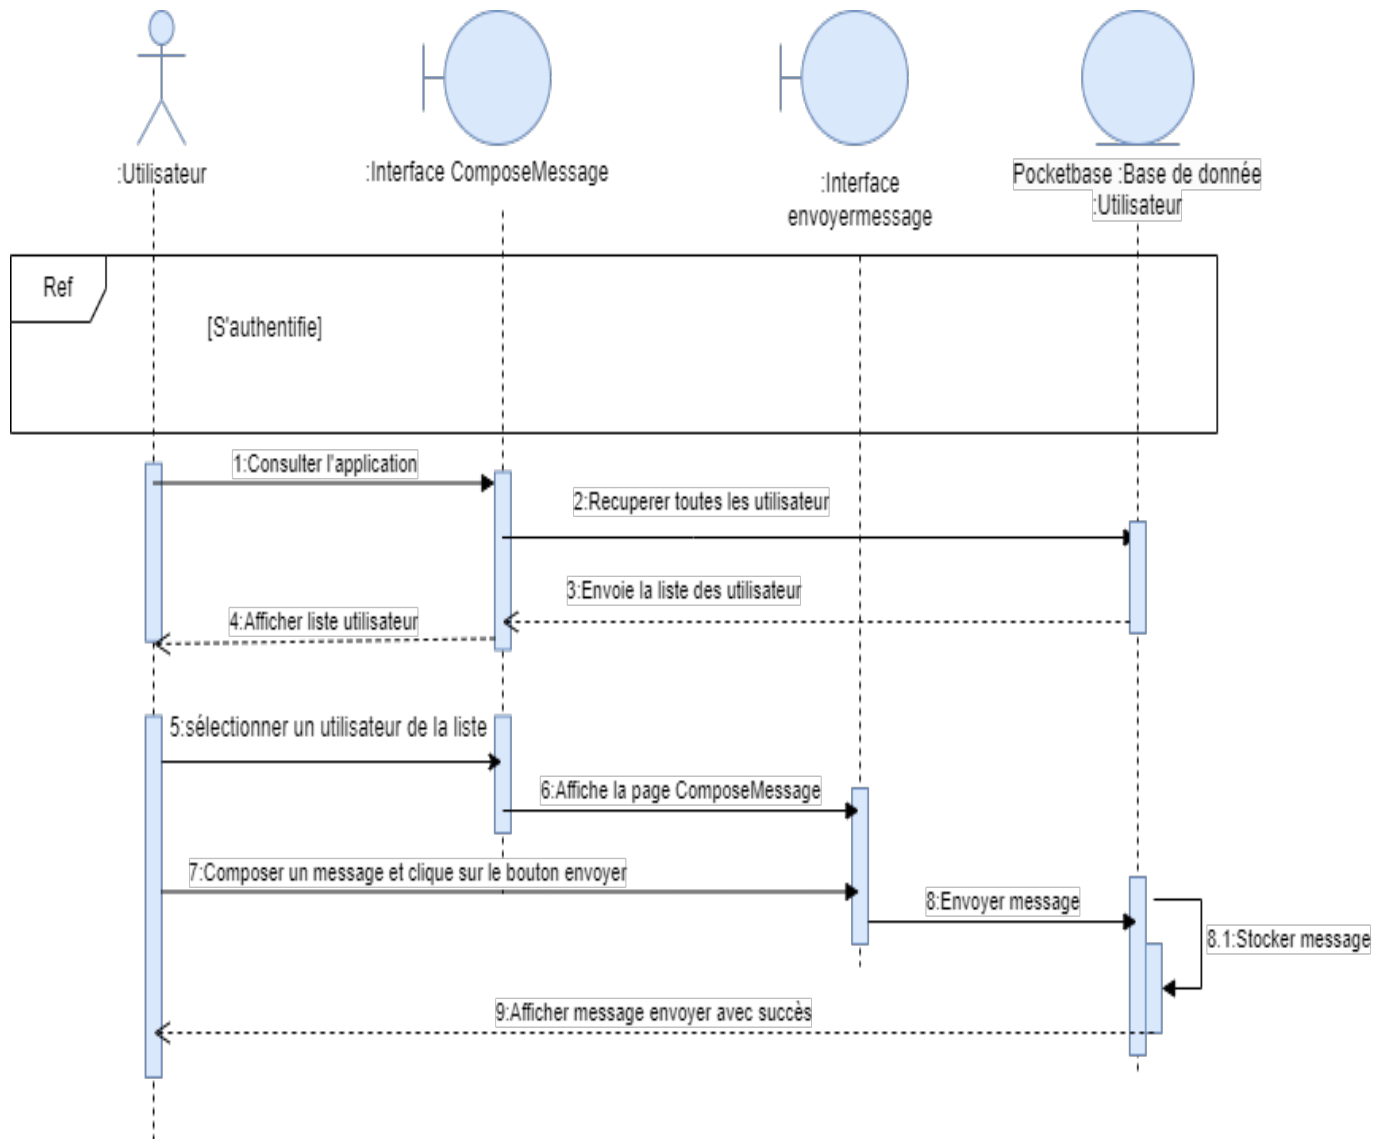 :Utilisateur
:Interface ComposeMessage
:Interface
envoyermessage
Pocketbase :Base de donnée
:Utilisateur
Ref
[S'authentifie]
1:Consulter l'application
2:Recuperer toutes les utilisateur
3:Envoie la liste des utilisateur
4:Afficher liste utilisateur
5:sélectionner un utilisateur de la liste
6:Affiche la page ComposeMessage
7:Composer un message et clique sur le bouton envoyer
8:Envoyer message
8.1:Stocker message
9:Afficher message envoyer avec succès